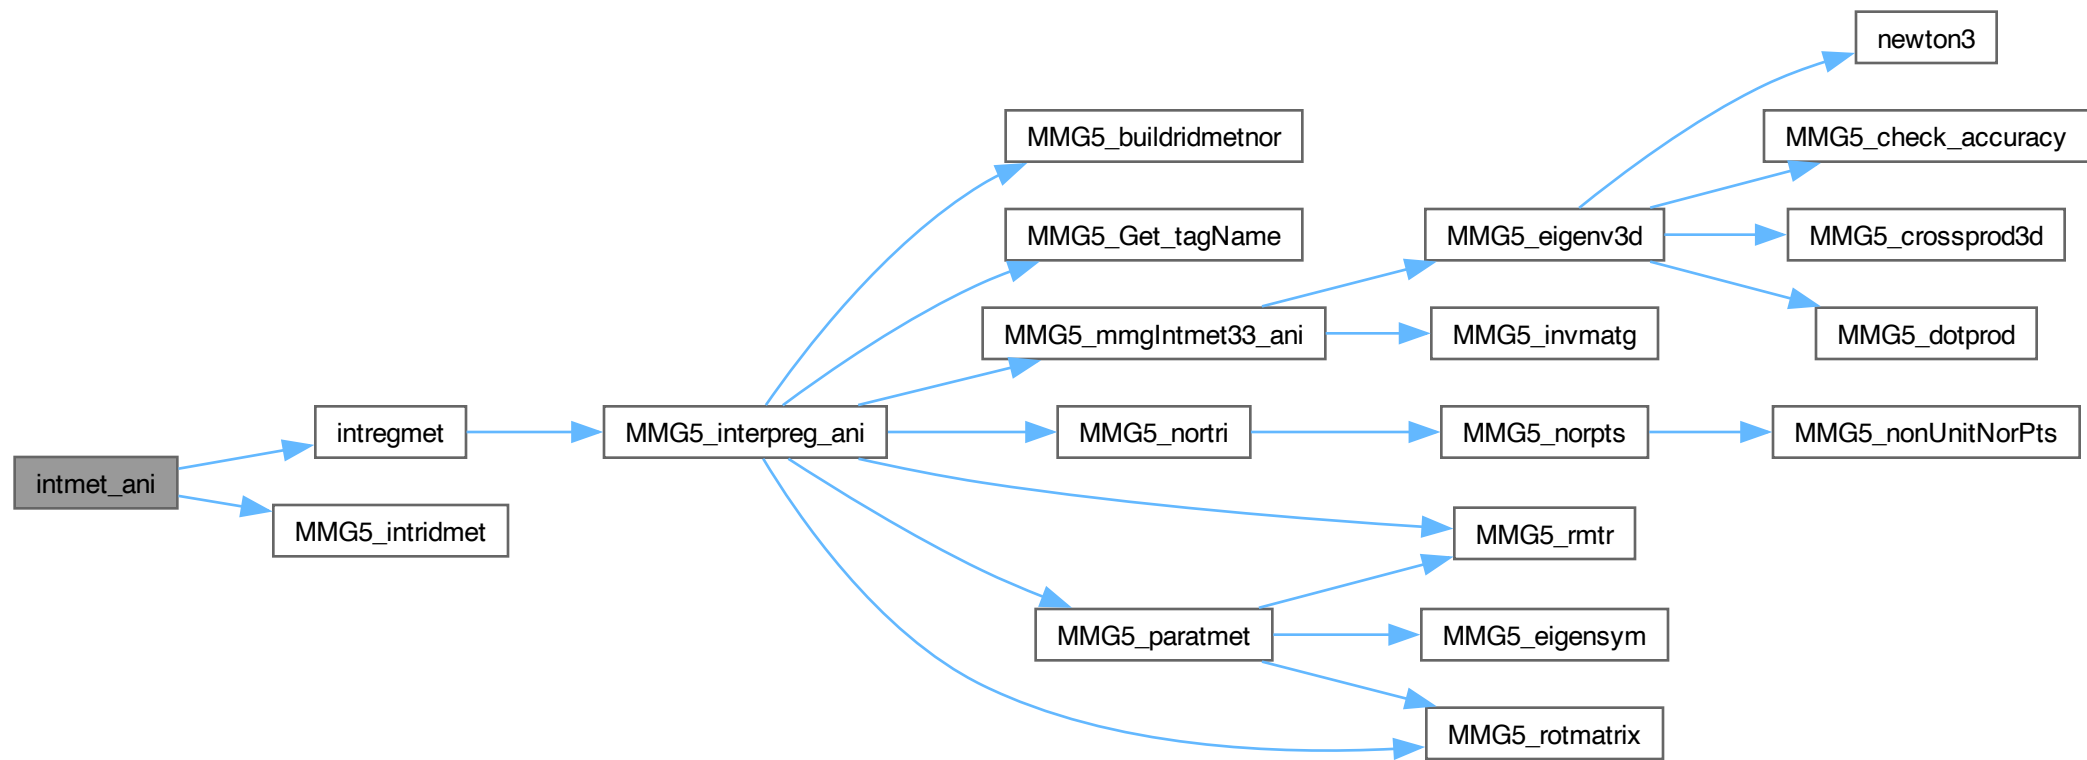 newton3
MMG5_buildridmetnor
MMG5_check_accuracy
MMG5_Get_tagName
MMG5_eigenv3d
MMG5_crossprod3d
MMG5_mmgIntmet33_ani
MMG5_invmatg
MMG5_dotprod
intregmet
MMG5_interpreg_ani
MMG5_nortri
MMG5_norpts
MMG5_nonUnitNorPts
intmet_ani
MMG5_intridmet
MMG5_rmtr
MMG5_paratmet
MMG5_eigensym
MMG5_rotmatrix